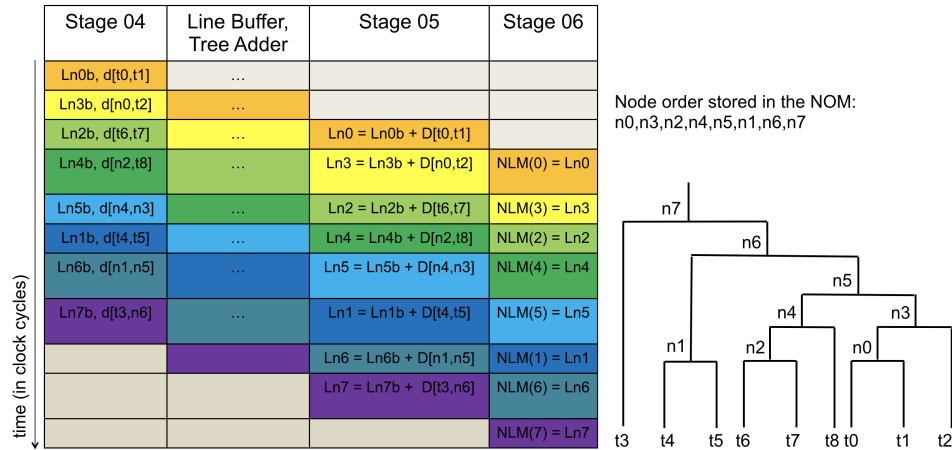 Stage 04 Line Buffer, Tree Adder Stage 05 Stage 06
Ln0b, d[t0,t1] …
Ln3b, d[n0,t2] …
Ln2b, d[t6,t7] … Ln0 = Ln0b + D[t0,t1]
Ln4b, d[n2,t8] … Ln3 = Ln3b + D[n0,t2] NLM(0) = Ln0
Ln5b, d[n4,n3] … Ln2 = Ln2b + D[t6,t7] NLM(3) = Ln3
Ln1b, d[t4,t5] … Ln4 = Ln4b + D[n2,t8] NLM(2) = Ln2
Ln6b, d[n1,n5] … Ln5 = Ln5b + D[n4,n3] NLM(4) = Ln4
Ln7b, d[t3,n6] … Ln1 = Ln1b + D[t4,t5] NLM(5) = Ln5
Ln6 = Ln6b + D[n1,n5] NLM(1) = Ln1
Ln7 = Ln7b + D[t3,n6] NLM(6) = Ln6
NLM(7) = Ln7
time (in clock cycles)
Node order stored in the NOM:
n0,n3,n2,n4,n5,n1,n6,n7
n7
n6
n5
n4 n3
n1 n2 n0
t3 t4 t5 t6 t7 t8 t0 t1 t2